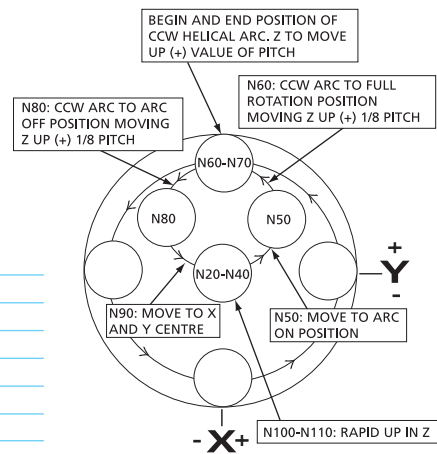 BEGIN AND END POSITION OF
CCW HELICAL ARC. Z TO MOVE
UP (+) VALUE OF PITCH
N60: CCW ARC TO FULL
ROTATION POSITION
MOVING Z UP (+) 1/8 PITCH
N80: CCW ARC TO ARC
OFF POSITION MOVING
Z UP (+) 1/8 PITCH
N60-N70
N80
N50
N20-N40
+
Y
-
N90: MOVE TO X
AND Y CENTRE
N50: MOVE TO ARC
ON POSITION
- X +
N100-N110: RAPID UP IN Z